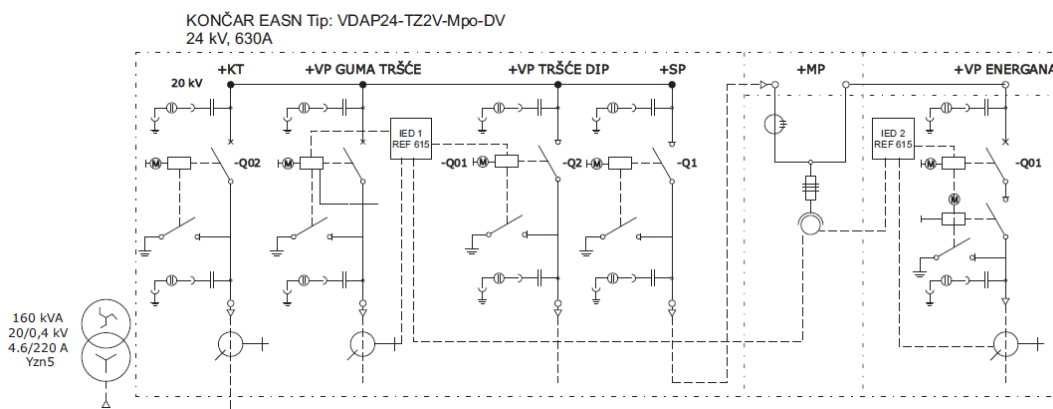 KONČAR EASN Tip: VDAP24-TZ2V-Mpo-DV
24 kV, 630A
+KT
+VP GUMA TRŠĆE
+VP TRŠĆE DIP
+SP
+MP
+VP ENERGANA
20 kV
IED 1
REF 615
IED 2
REF 615
M
-Q02
M
-Q01
M
-Q2
M
-Q1
M
-Q01
M
160 kVA
20/0,4 kV
4.6/220 A
Yzn5